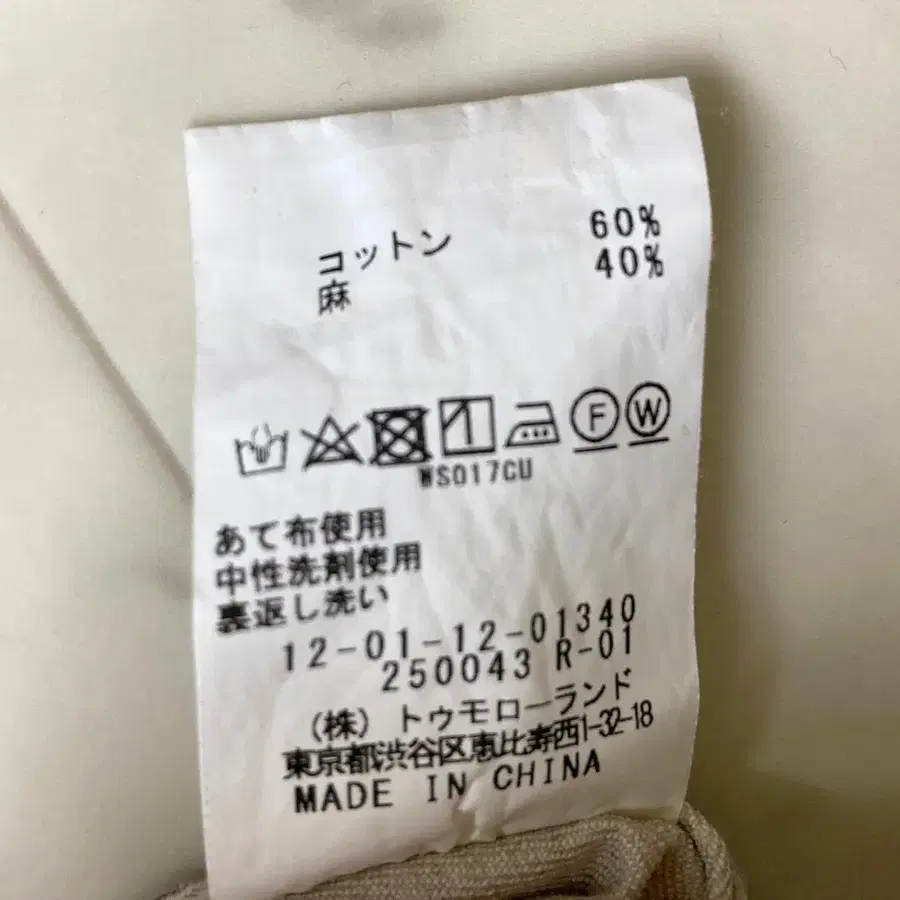 コットン 60%
麻 40%
F W
WS017CU
あて布使用
中性洗剤使用
裏返し洗い
12-01-12-01340
250043 R-01
(株) トゥモローランド
東京都渋谷区恵比寿西1-32-18
MADE IN CHINA